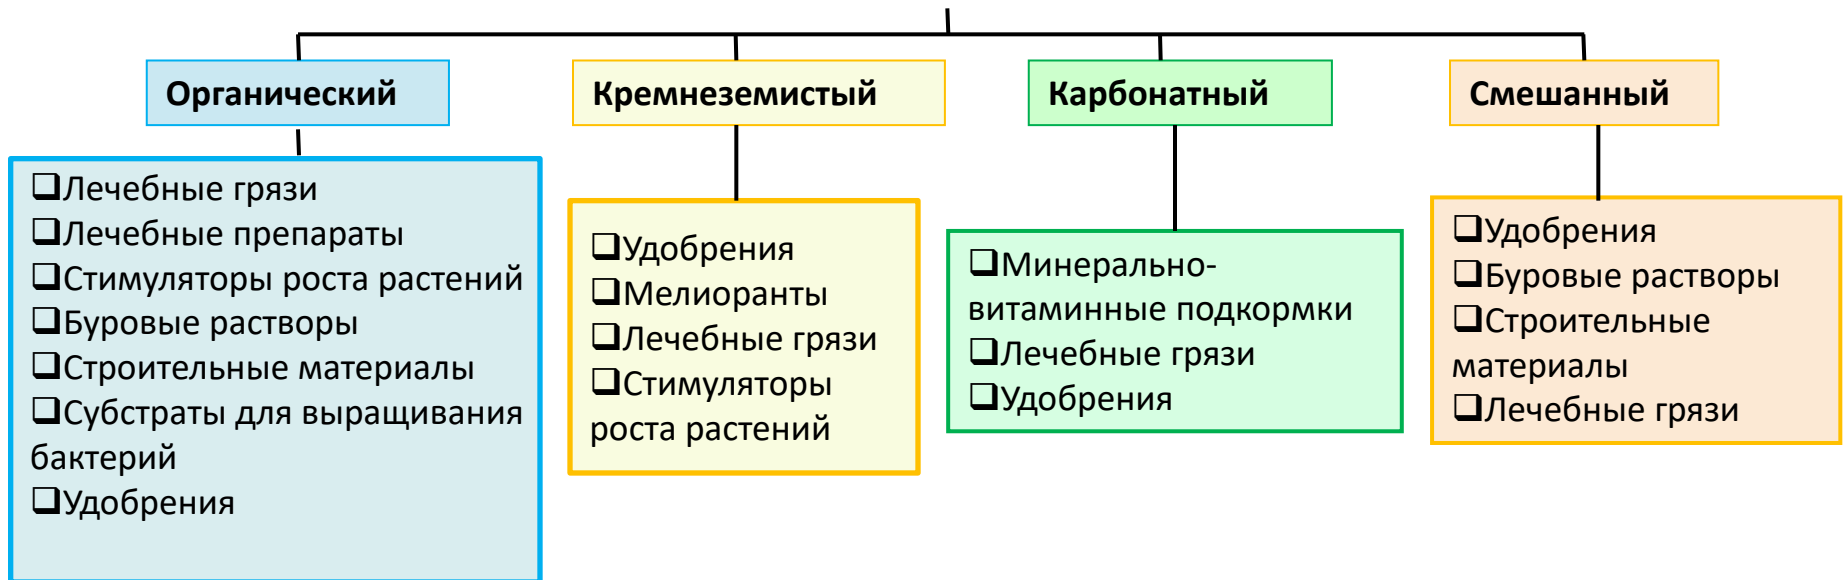 Органический
Кремнеземистый
Карбонатный
Смешанный
❑Лечебные грязи
❑Лечебные препараты
❑Стимуляторы роста растений
❑Буровые растворы
❑Строительные материалы
❑Субстраты для выращивания
бактерий
❑Удобрения
❑Удобрения
❑Мелиоранты
❑Лечебные грязи
❑Стимуляторы
роста растений
❑Минерально-
витаминные подкормки
❑Лечебные грязи
❑Удобрения
❑Удобрения
❑Буровые растворы
❑Строительные
материалы
❑Лечебные грязи